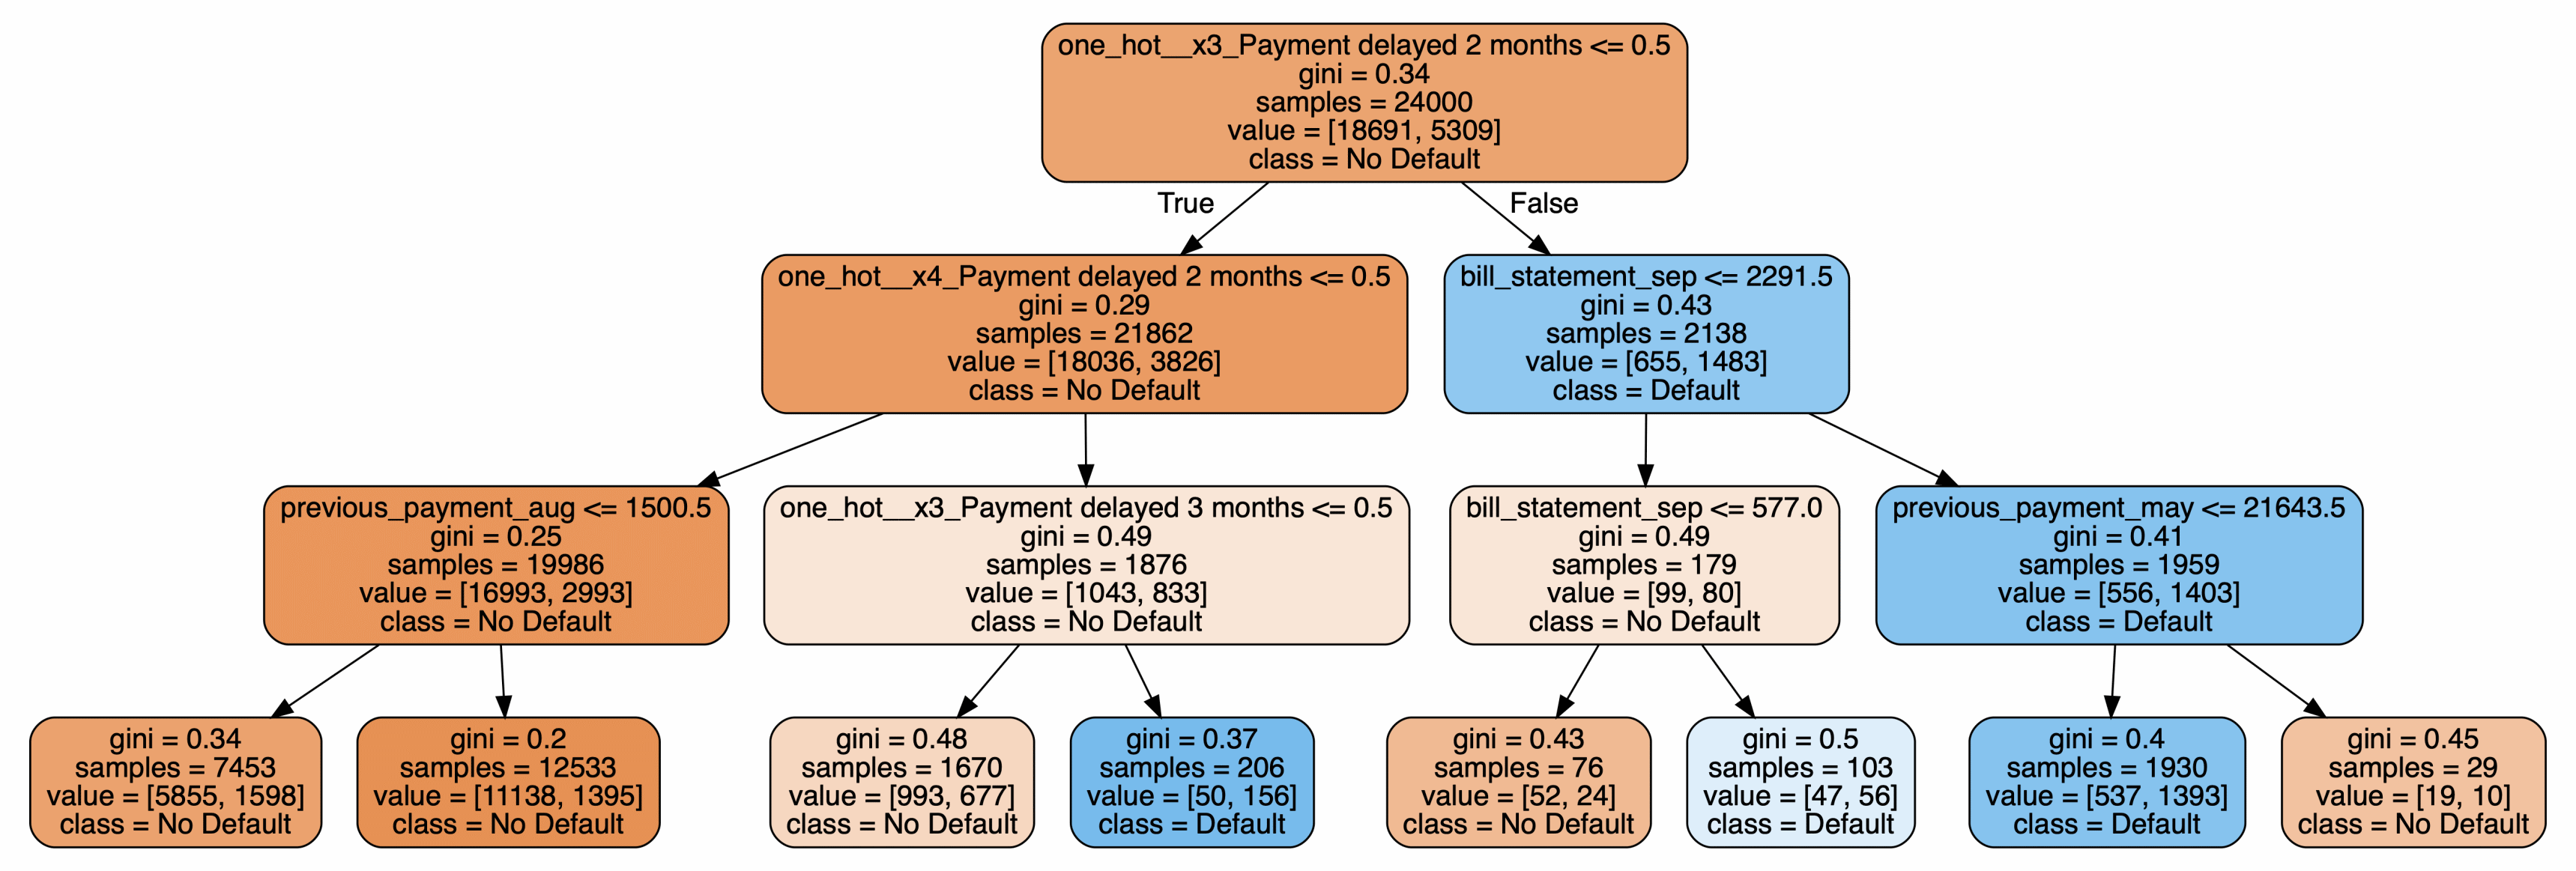 one_hot__x3_Payment delayed 2 months <= 0.5
gini = 0.34
samples = 24000
value = [18691, 5309]
class = No Default
True
False
one_hot__x4_Payment delayed 2 months <= 0.5
gini = 0.29
samples = 21862
value = [18036, 3826]
class = No Default
bill_statement_sep <= 2291.5
gini = 0.43
samples = 2138
value = [655, 1483]
class = Default
previous_payment_aug <= 1500.5
gini = 0.25
samples = 19986
value = [16993, 2993]
class = No Default
one_hot__x3_Payment delayed 3 months <= 0.5
gini = 0.49
samples = 1876
value = [1043, 833]
class = No Default
bill_statement_sep <= 577.0
gini = 0.49
samples = 179
value = [99, 80]
class = No Default
previous_payment_may <= 21643.5
gini = 0.41
samples = 1959
value = [556, 1403]
class = Default
gini = 0.34
samples = 7453
value = [5855, 1598]
class = No Default
gini = 0.2
samples = 12533
value = [11138, 1395]
class = No Default
gini = 0.48
samples = 1670
value = [993, 677]
class = No Default
gini = 0.37
samples = 206
value = [50, 156]
class = Default
gini = 0.43
samples = 76
value = [52, 24]
class = No Default
gini = 0.5
samples = 103
value = [47, 56]
class = Default
gini = 0.4
samples = 1930
value = [537, 1393]
class = Default
gini = 0.45
samples = 29
value = [19, 10]
class = No Default